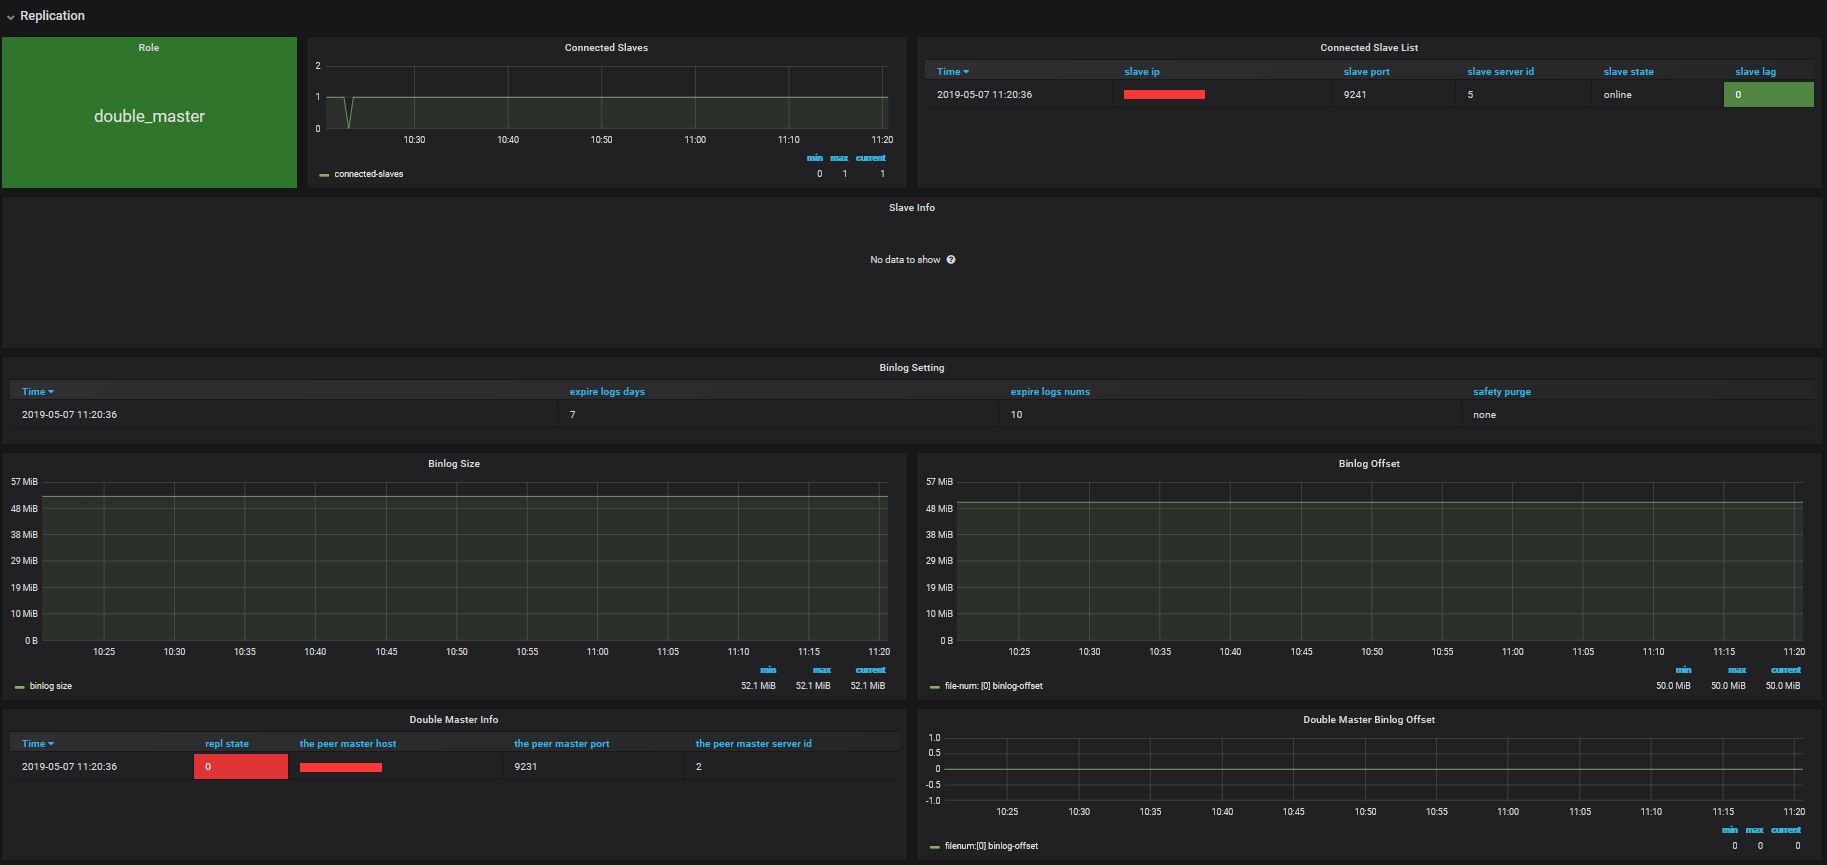 Replication
Role
double_master
Connected Slaves
2
1
0
10:30 10:40 10:50 11:00 11:10 11:20
min max current
connected-slaves 0 1 1
Connected Slave List
Time slave ip slave port slave server id slave state slave lag
2019-05-07 11:20:36 9241 5 online 0
Slave Info
No data to show
Binlog Setting
Time expire logs days expire logs nums safety purge
2019-05-07 11:20:36 7 10 none
Binlog Size
57 MiB
48 MiB
38 MiB
29 MiB
19 MiB
10 MiB
0 B
10:25 10:30 10:35 10:40 10:45 10:50 10:55 11:00 11:05 11:10 11:15 11:20
min max current
binlog size 52.1 MiB 52.1 MiB 52.1 MiB
Binlog Offset
57 MiB
48 MiB
38 MiB
29 MiB
19 MiB
10 MiB
0 B
10:25 10:30 10:35 10:40 10:45 10:50 10:55 11:00 11:05 11:10 11:15 11:20
min max current
file-num: [0] binlog-offset 50.0 MiB 50.0 MiB 50.0 MiB
Double Master Info
Time repl state the peer master host the peer master port the peer master server id
2019-05-07 11:20:36 0 9231 2
Double Master Binlog Offset
1.0
0.5
0
-0.5
-1.0
10:25 10:30 10:35 10:40 10:45 10:50 10:55 11:00 11:05 11:10 11:15 11:20
min max current
filenum:[0] binlog-offset 0 0 0